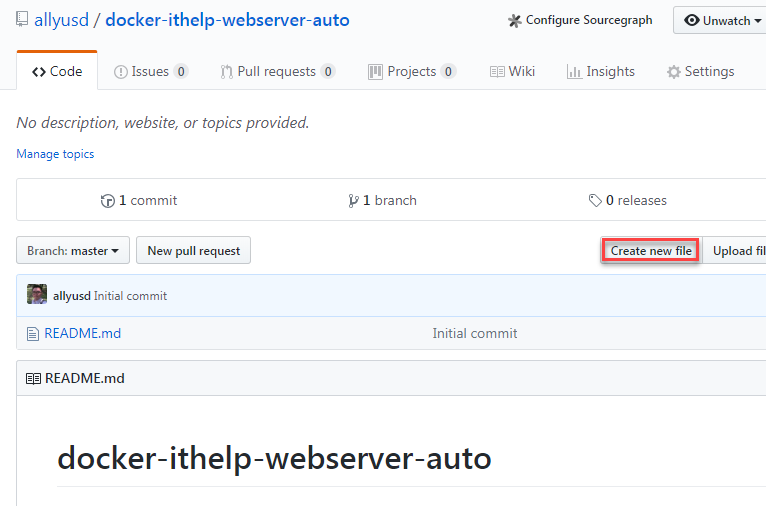 allyusd / docker-ithelp-webserver-auto Configure Sourcegraph Unwatch
Code Issues 0 Pull requests 0 Projects 0 Wiki Insights Settings
No description, website, or topics provided.
Manage topics
1 commit 1 branch 0 releases
Branch: master New pull request Create new file Upload fil
allyusd Initial commit
README.md Initial commit
README.md
docker-ithelp-webserver-auto